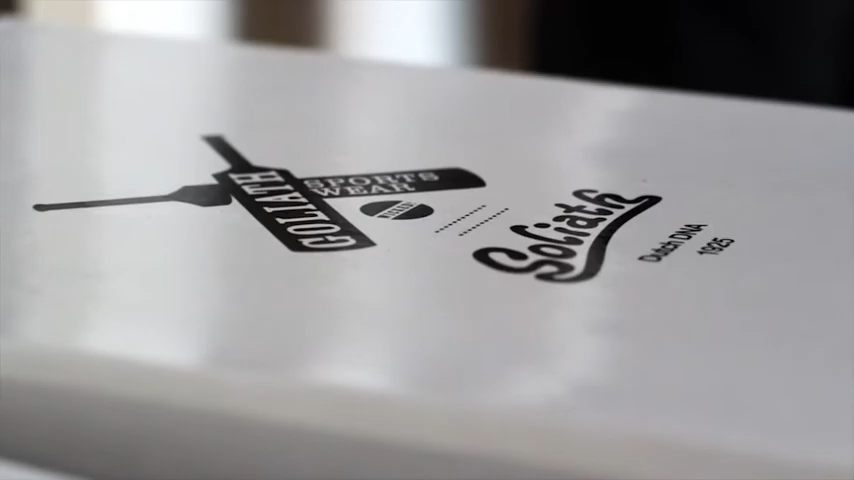 GOLIATH
SPORTS
WEAR
Goliath
Dutch DNA
1925